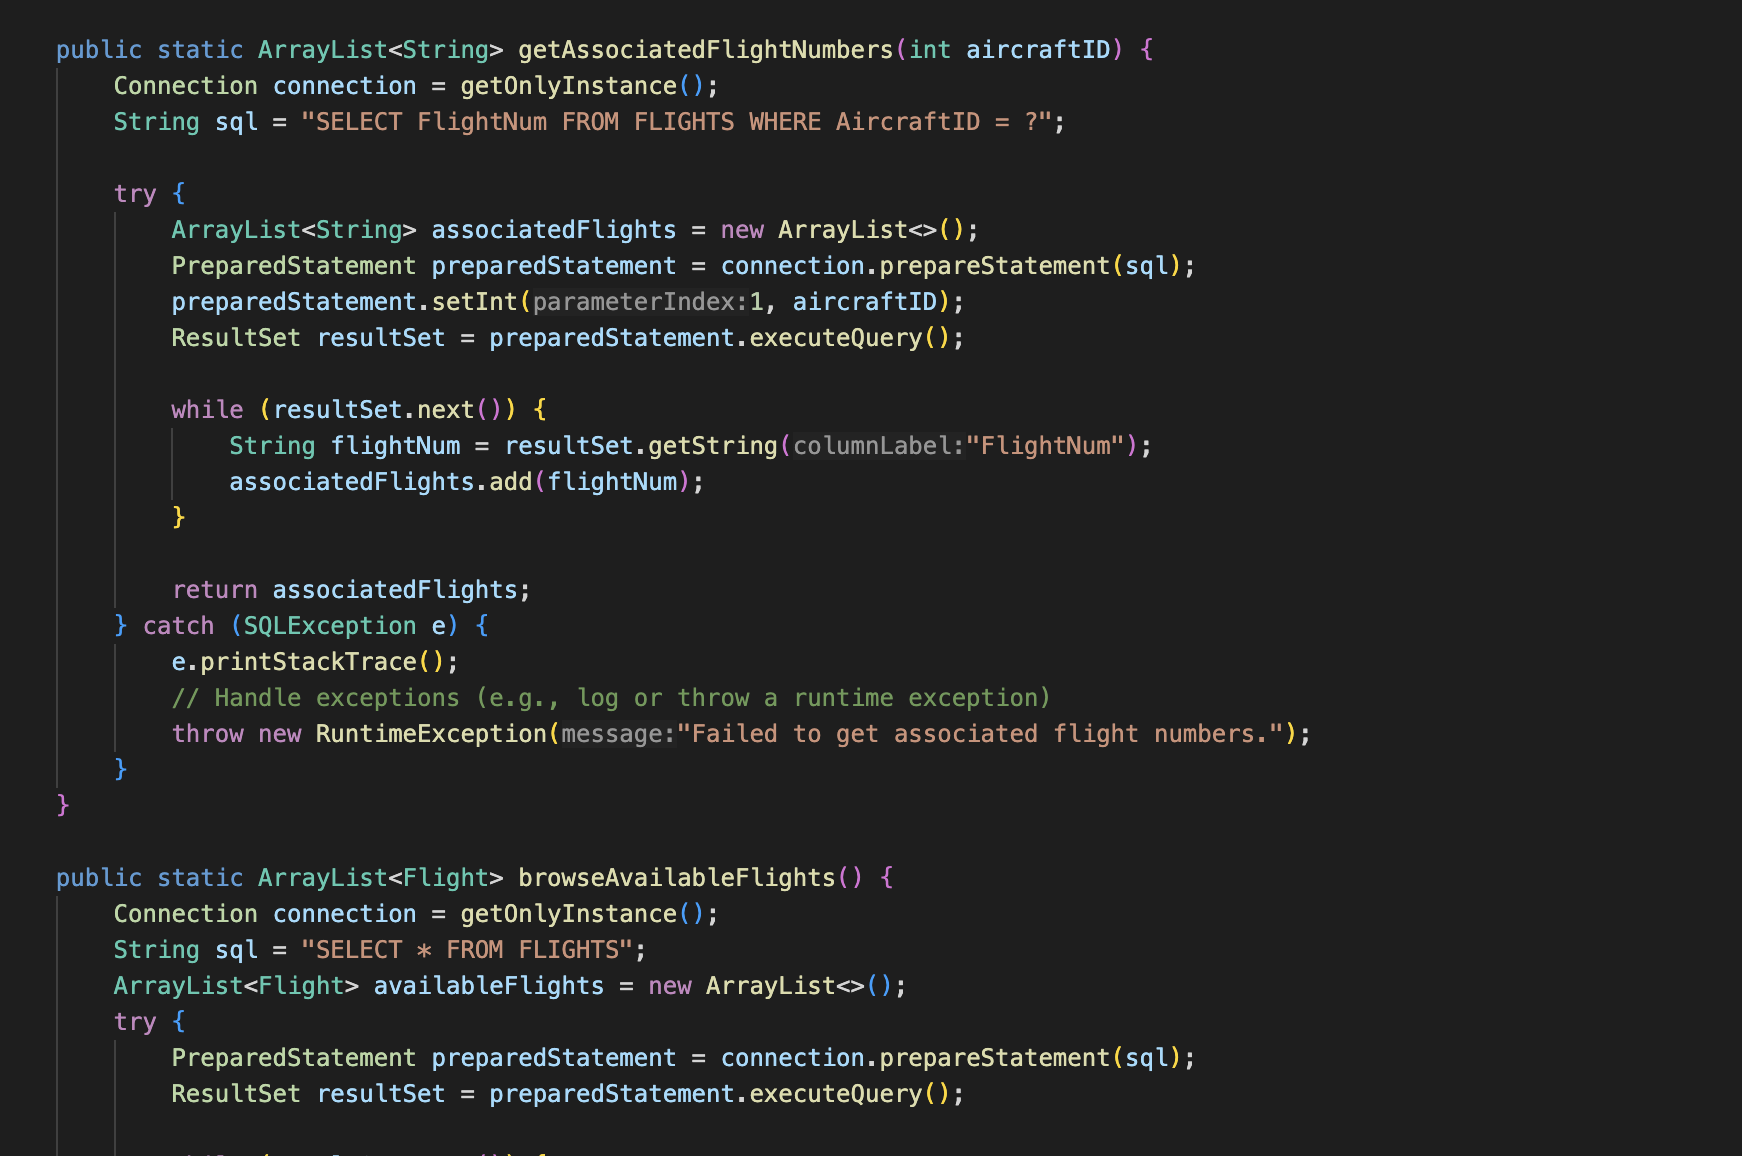 public static ArrayList<String> getAssociatedFlightNumbers(int aircraftID) {
Connection connection = getOnlyInstance();
String sql = "SELECT FlightNum FROM FLIGHTS WHERE AircraftID = ?";
try {
ArrayList<String> associatedFlights = new ArrayList<>();
PreparedStatement preparedStatement = connection.prepareStatement(sql);
preparedStatement.setInt(parameterIndex:1, aircraftID);
ResultSet resultSet = preparedStatement.executeQuery();
while (resultSet.next()) {
String flightNum = resultSet.getString(columnLabel:"FlightNum");
associatedFlights.add(flightNum);
}
return associatedFlights;
} catch (SQLException e) {
e.printStackTrace();
// Handle exceptions (e.g., log or throw a runtime exception)
throw new RuntimeException(message:"Failed to get associated flight numbers.");
}
}
public static ArrayList<Flight> browseAvailableFlights() {
Connection connection = getOnlyInstance();
String sql = "SELECT * FROM FLIGHTS";
ArrayList<Flight> availableFlights = new ArrayList<>();
try {
PreparedStatement preparedStatement = connection.prepareStatement(sql);
ResultSet resultSet = preparedStatement.executeQuery();